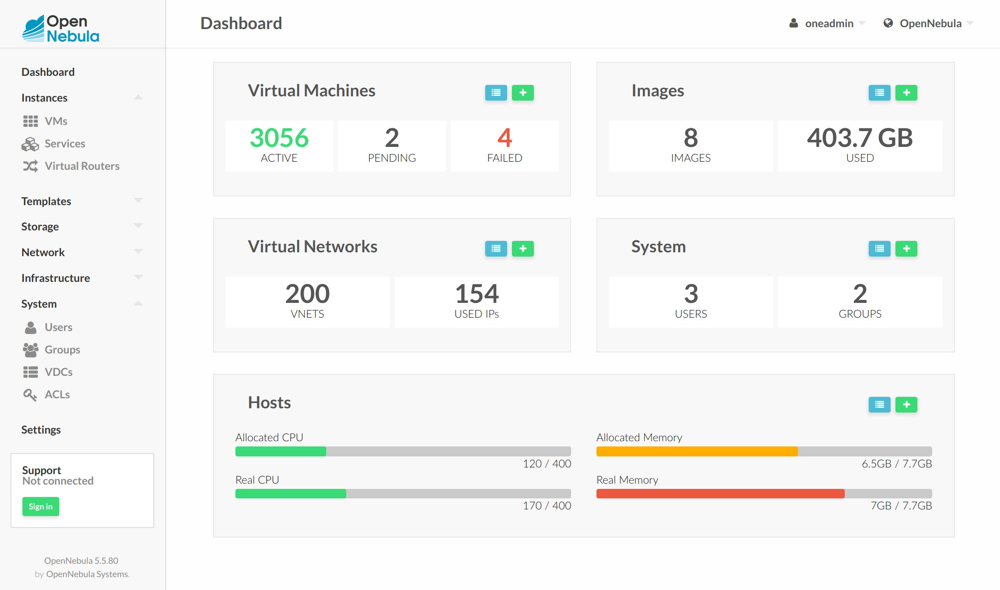 Open
Nebula
Dashboard
oneadmin
OpenNebula
Dashboard
Instances
VMs
Services
Virtual Routers
Templates
Storage
Network
Infrastructure
System
Users
Groups
VDCs
ACLs
Settings
Support
Not connected
Sign in
OpenNebula 5.5.80
by OpenNebula Systems.
Virtual Machines
3056
ACTIVE
2
PENDING
4
FAILED
Images
8
IMAGES
403.7 GB
USED
Virtual Networks
200
VNETS
154
USED IPs
System
3
USERS
2
GROUPS
Hosts
Allocated CPU
120 / 400
Real CPU
170 / 400
Allocated Memory
6.5GB / 7.7GB
Real Memory
7GB / 7.7GB